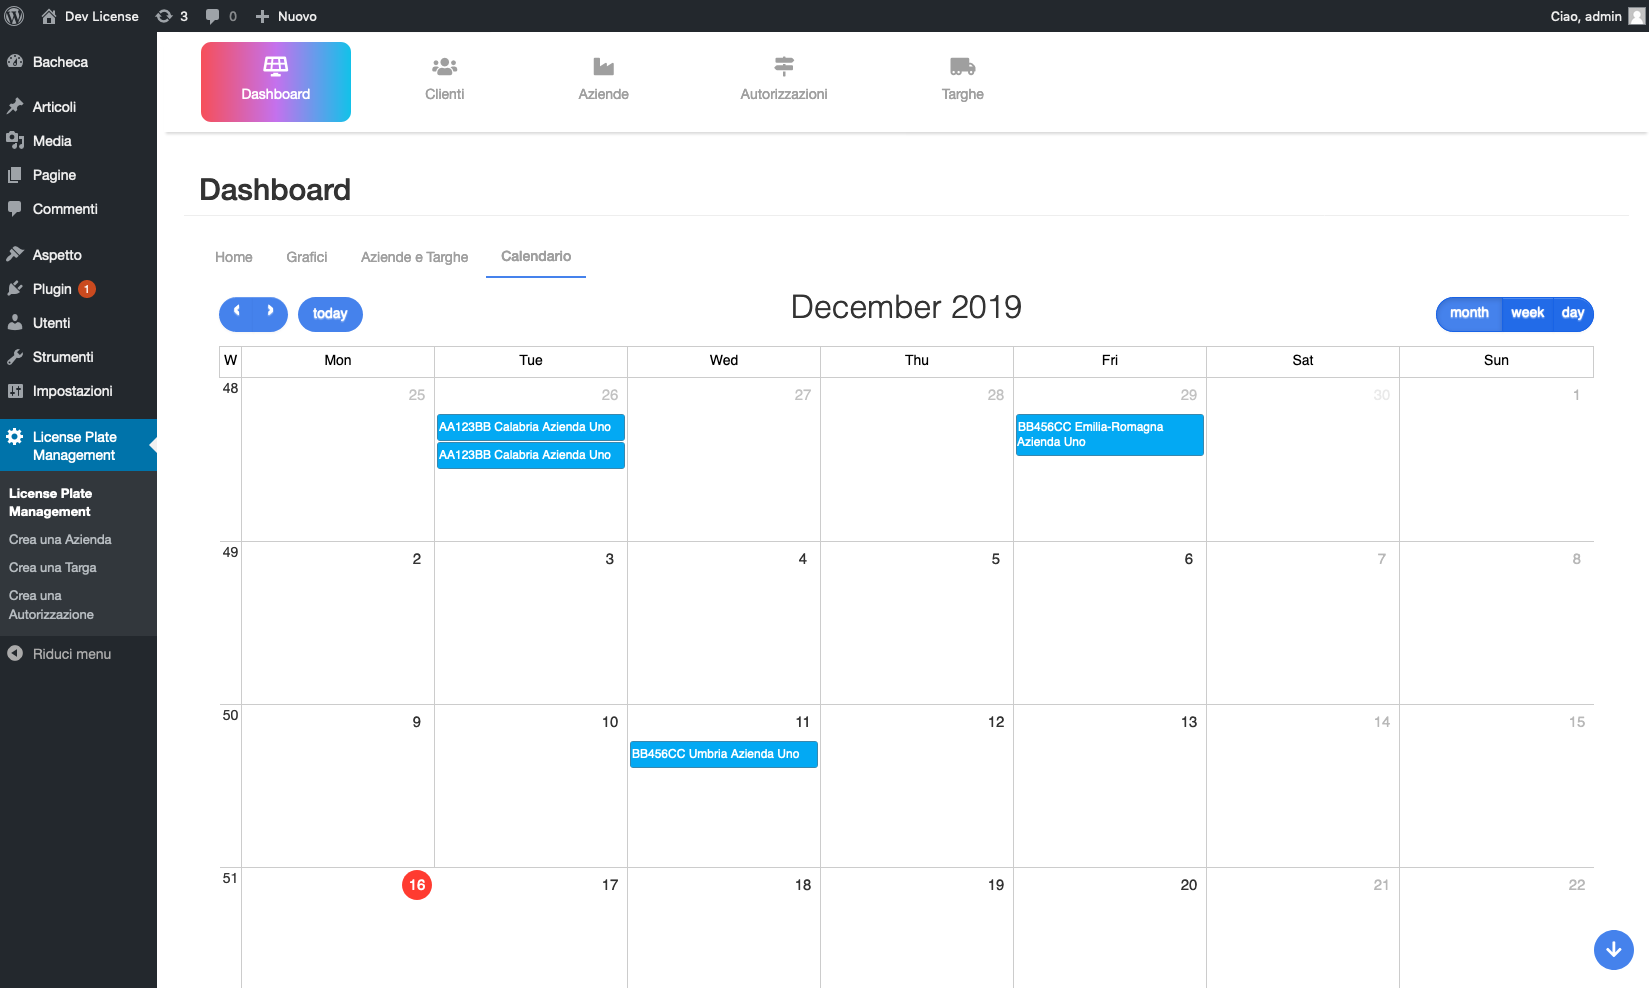 Dev License
3
0
Nuovo
Ciao, admin
Bacheca
Articoli
Media
Pagine
Commenti
Aspetto
Plugin 1
Utenti
Strumenti
Impostazioni
License Plate
Management
License Plate
Management
Crea una Azienda
Crea una Targa
Crea una
Autorizzazione
Riduci menu
Dashboard
Clienti
Aziende
Autorizzazioni
Targhe
Dashboard
Home
Grafici
Aziende e Targhe
Calendario
today
December 2019
month
week
day
W Mon Tue Wed Thu Fri Sat Sun
48 25 26 27 28 29 30 1
AA123BB Calabria Azienda Uno
AA123BB Calabria Azienda Uno
BB456CC Emilia-Romagna
Azienda Uno
49 2 3 4 5 6 7 8
50 9 10 11 12 13 14 15
BB456CC Umbria Azienda Uno
51 16 17 18 19 20 21 22